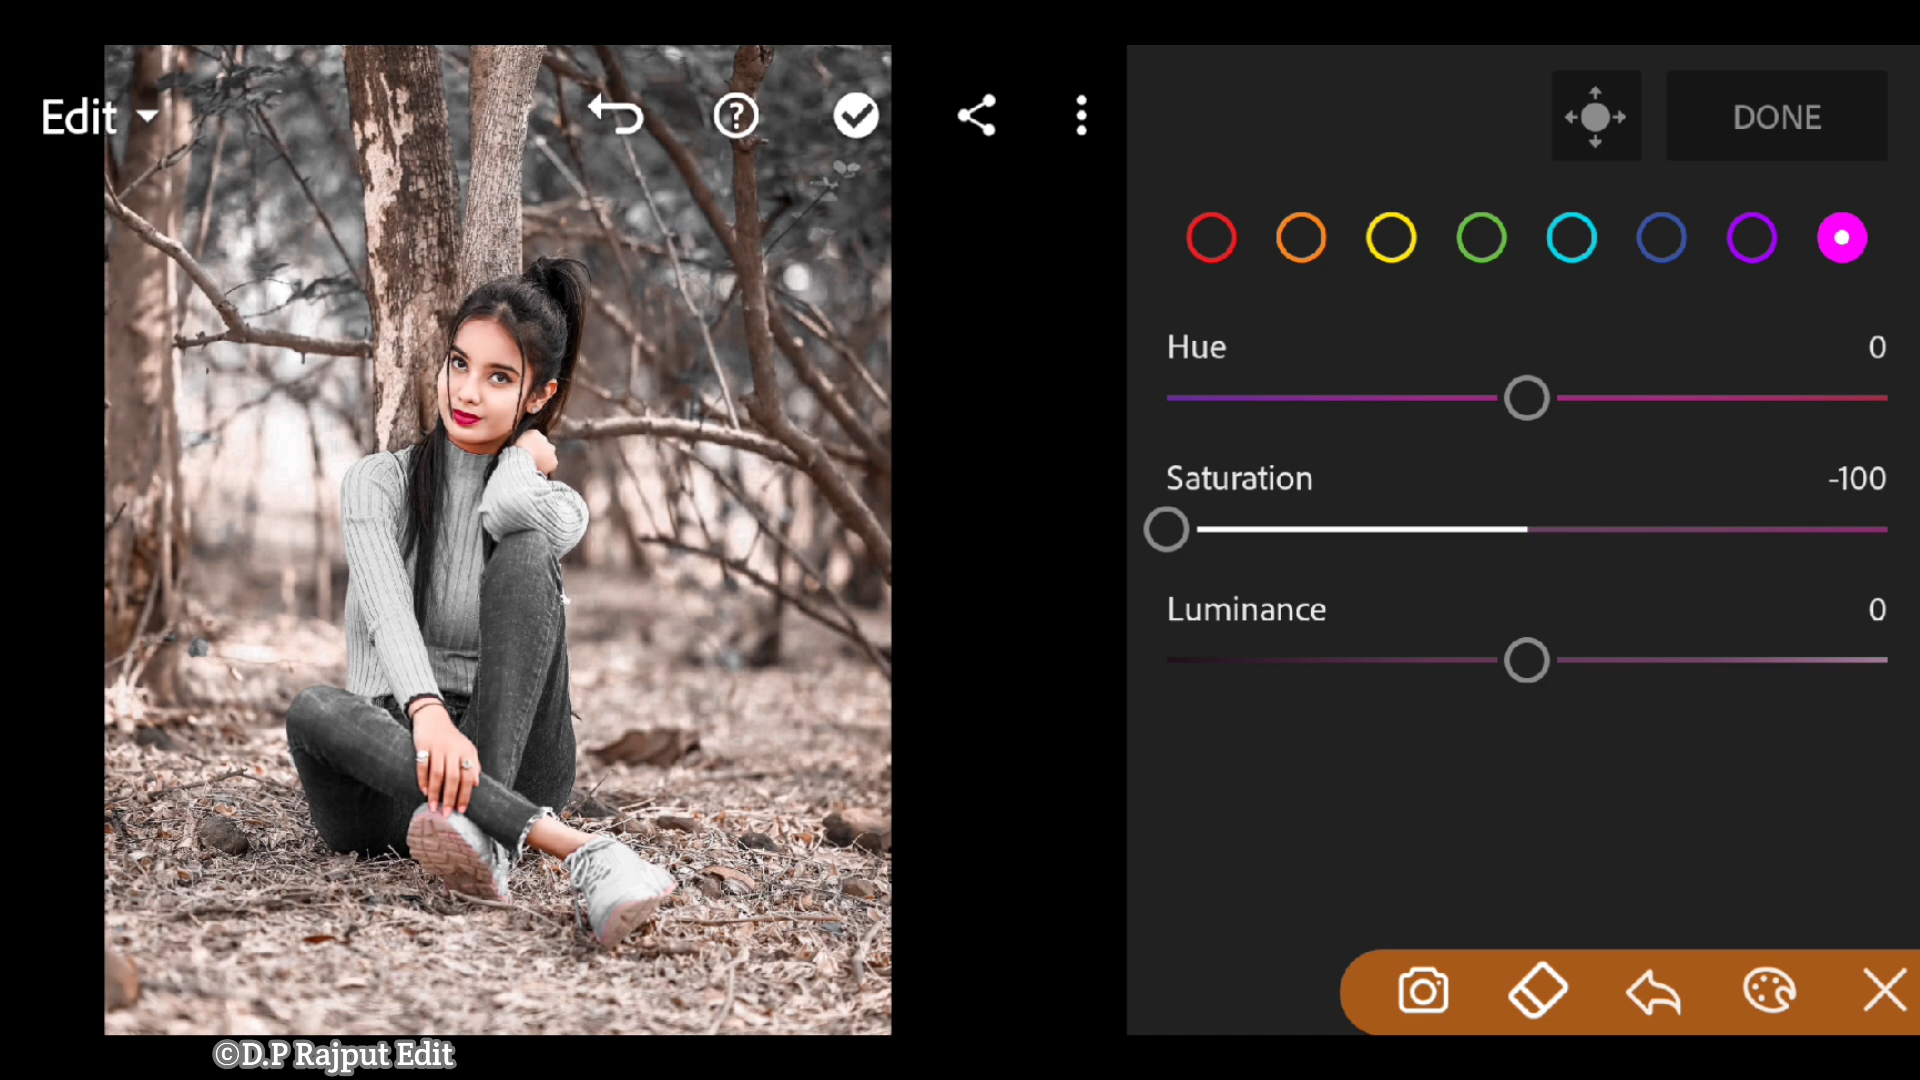 Edit
DONE
Hue 0
Saturation -100
Luminance 0
©D.P Rajput Edit